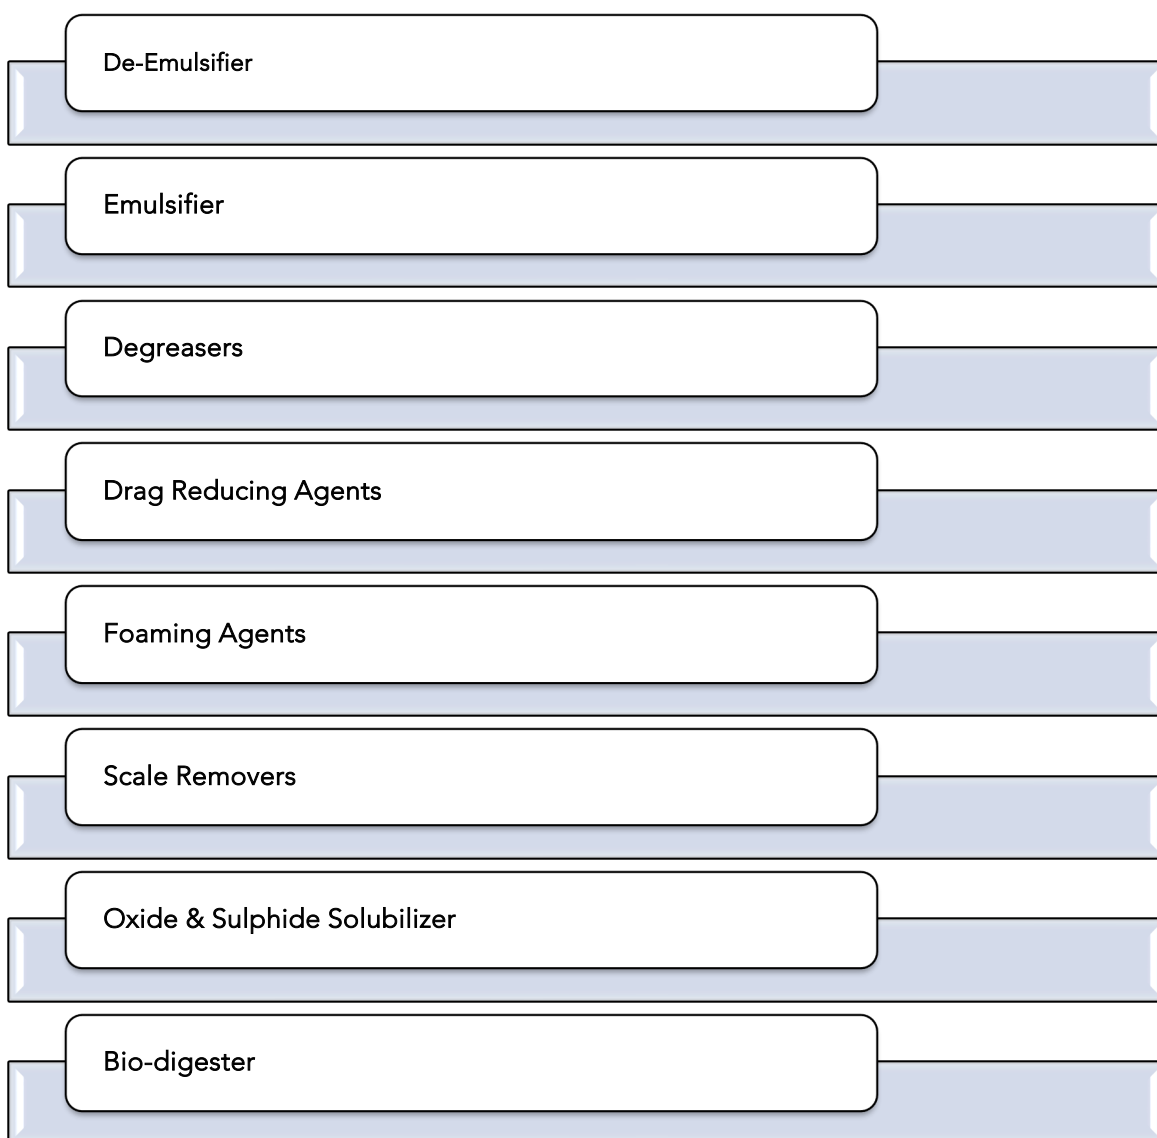 De-Emulsifier
Emulsifier
Degreasers
Drag Reducing Agents
Foaming Agents
Scale Removers
Oxide & Sulphide Solubilizer
Bio-digester